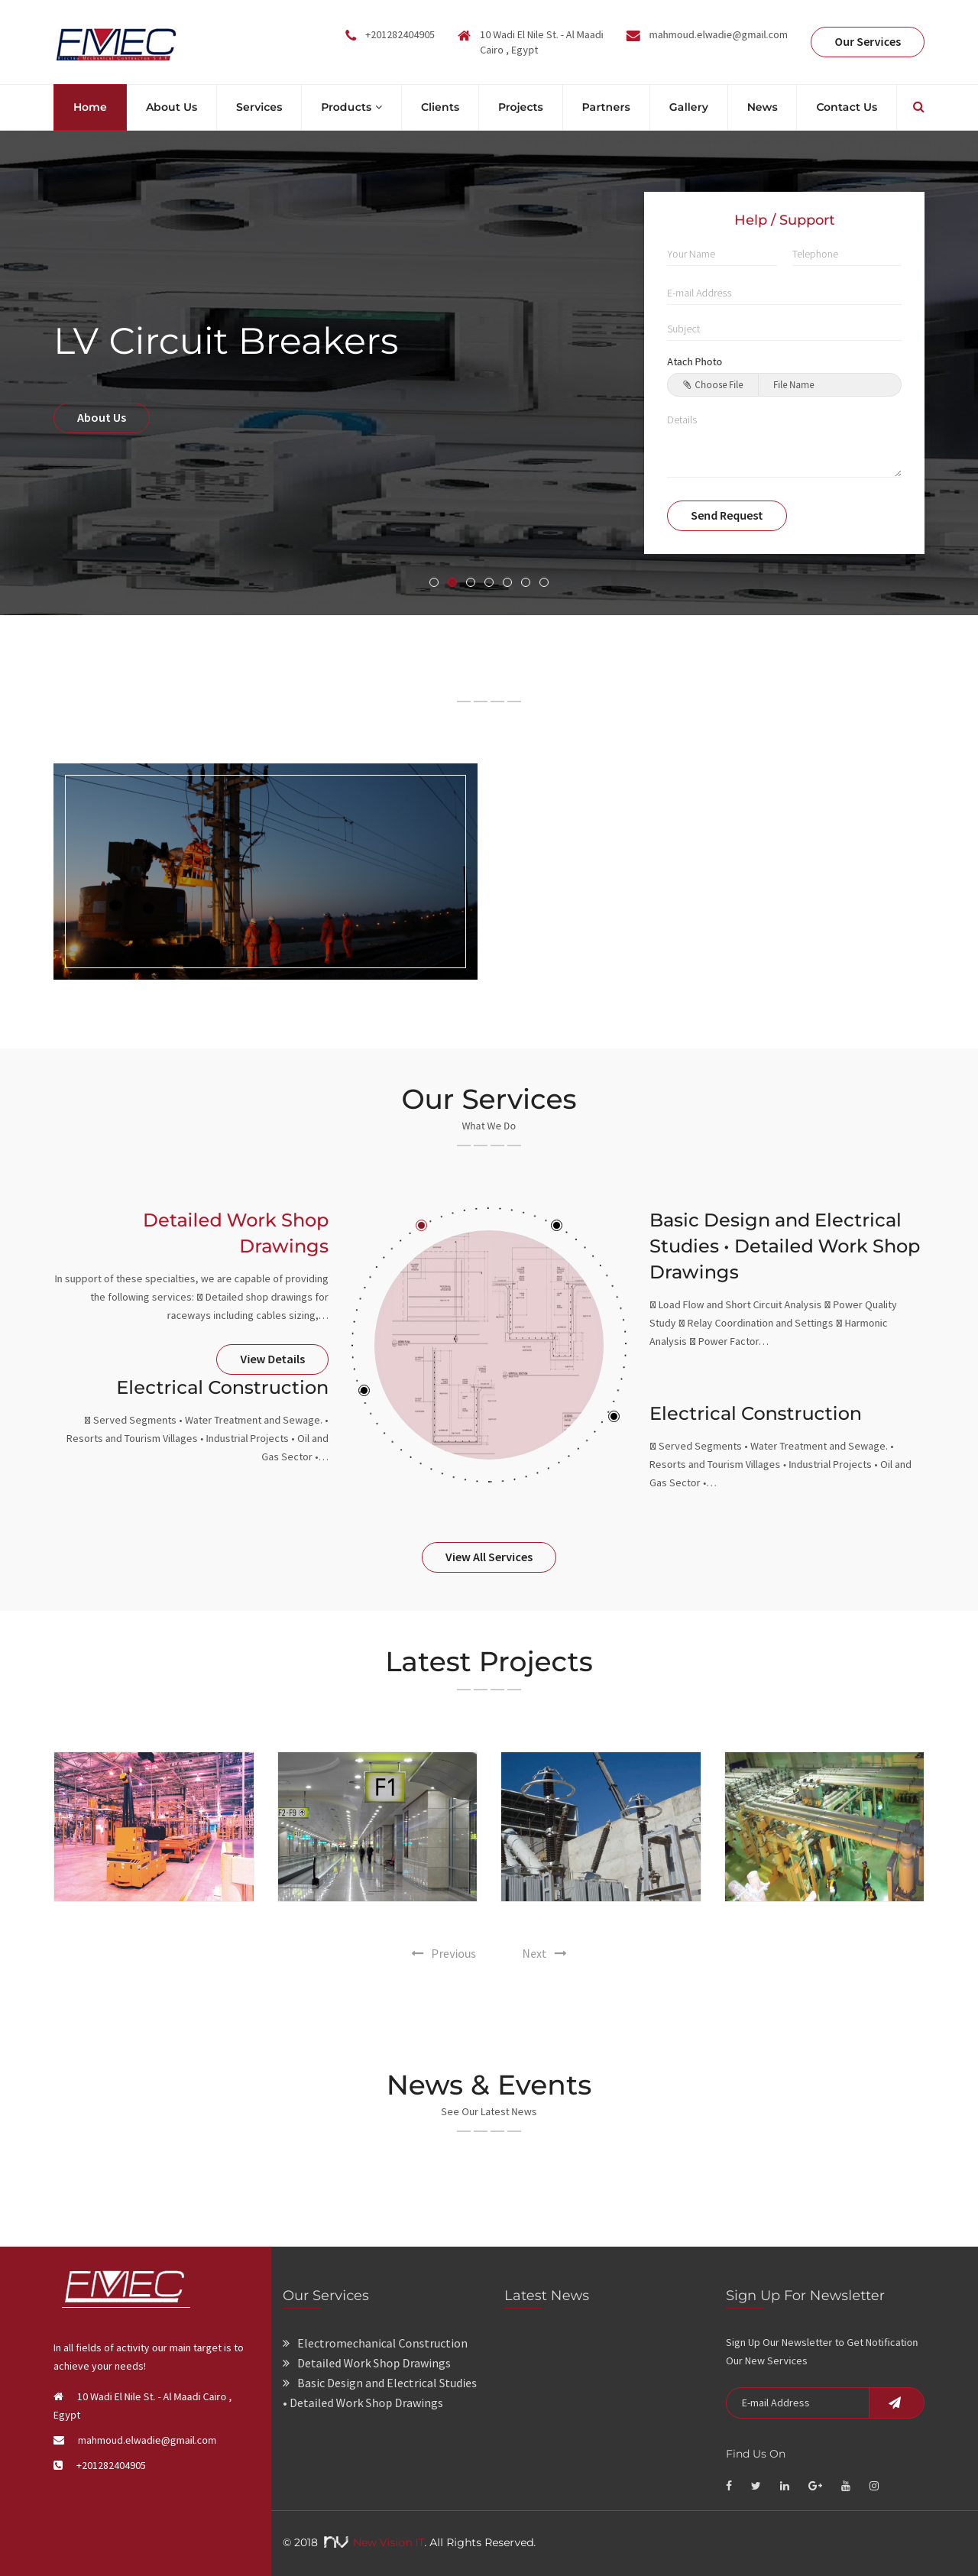 EMEC
+201282404905
10 Wadi El Nile St. - Al Maadi
Cairo , Egypt
mahmoud.elwadie@gmail.com
Our Services
Home
About Us
Services
Products
Clients
Projects
Partners
Gallery
News
Contact Us
LV Circuit Breakers
About Us
Help / Support
Your Name
Telephone
E-mail Address
Subject
Atach Photo
Choose File
File Name
Details
Send Request
Our Services
What We Do
Detailed Work Shop
Drawings
In support of these specialties, we are capable of providing
the following services:  Detailed shop drawings for
raceways including cables sizing,…
View Details
Electrical Construction
 Served Segments • Water Treatment and Sewage. •
Resorts and Tourism Villages • Industrial Projects • Oil and
Gas Sector •…
Basic Design and Electrical
Studies • Detailed Work Shop
Drawings
 Load Flow and Short Circuit Analysis  Power Quality
Study  Relay Coordination and Settings  Harmonic
Analysis  Power Factor…
Electrical Construction
 Served Segments • Water Treatment and Sewage. •
Resorts and Tourism Villages • Industrial Projects • Oil and
Gas Sector •…
View All Services
Latest Projects
F1
F2-F9
Previous
Next
News & Events
See Our Latest News
EMEC
In all fields of activity our main target is to
achieve your needs!
10 Wadi El Nile St. - Al Maadi Cairo ,
Egypt
mahmoud.elwadie@gmail.com
+201282404905
Our Services
Electromechanical Construction
Detailed Work Shop Drawings
Basic Design and Electrical Studies
• Detailed Work Shop Drawings
Latest News
Sign Up For Newsletter
Sign Up Our Newsletter to Get Notification
Our New Services
E-mail Address
Find Us On
© 2018 nv New Vision IT. All Rights Reserved.